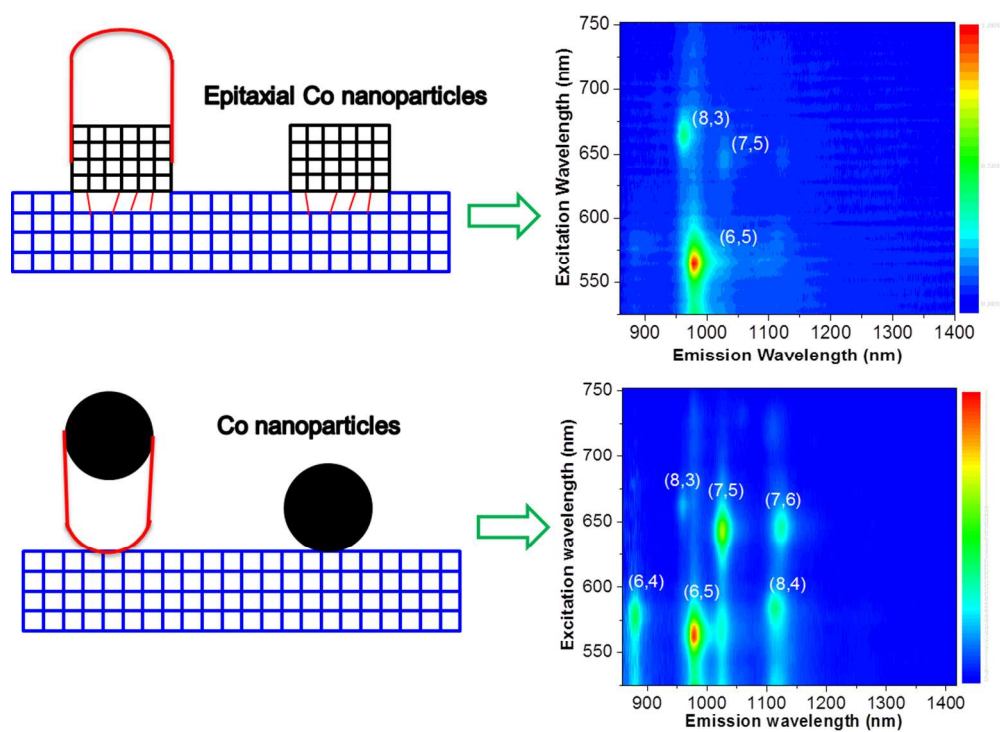 Epitaxial Co nanoparticles
750
700
650
600
550
Excitation Wavelength (nm)
(8,3)
(7,5)
(6,5)
900 1000 1100 1200 1300 1400
Emission Wavelength (nm)
Co nanoparticles
750
700
650
600
550
Excitation wavelength (nm)
(8,3)
(7,5)
(7,6)
(6,4)
(6,5)
(8,4)
900 1000 1100 1200 1300 1400
Emission wavelength (nm)